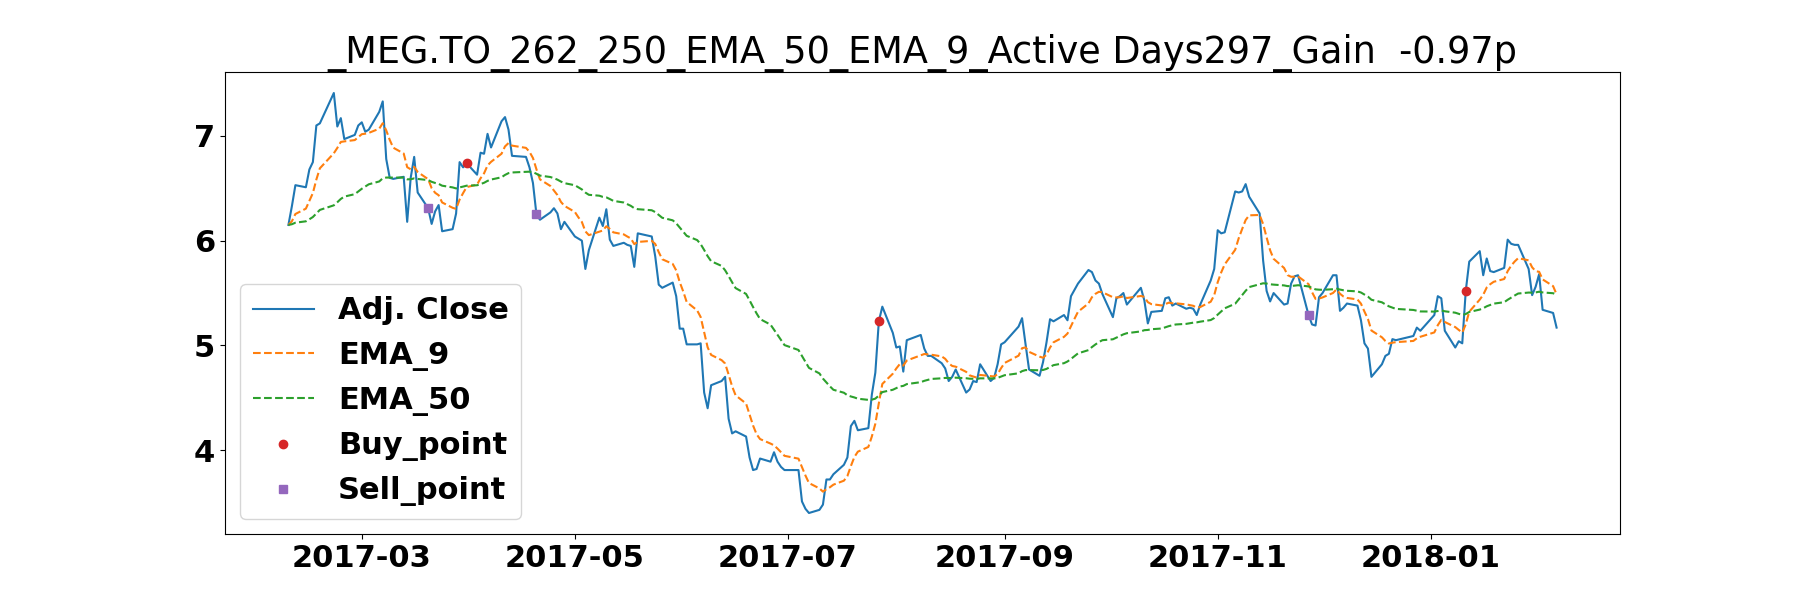 _MEG.TO_262_250_EMA_50_EMA_9_Active Days297_Gain  -0.97p
7
6
5
4
Adj. Close
EMA_9
EMA_50
Buy_point
Sell_point
2017-03 2017-05 2017-07 2017-09 2017-11 2018-01